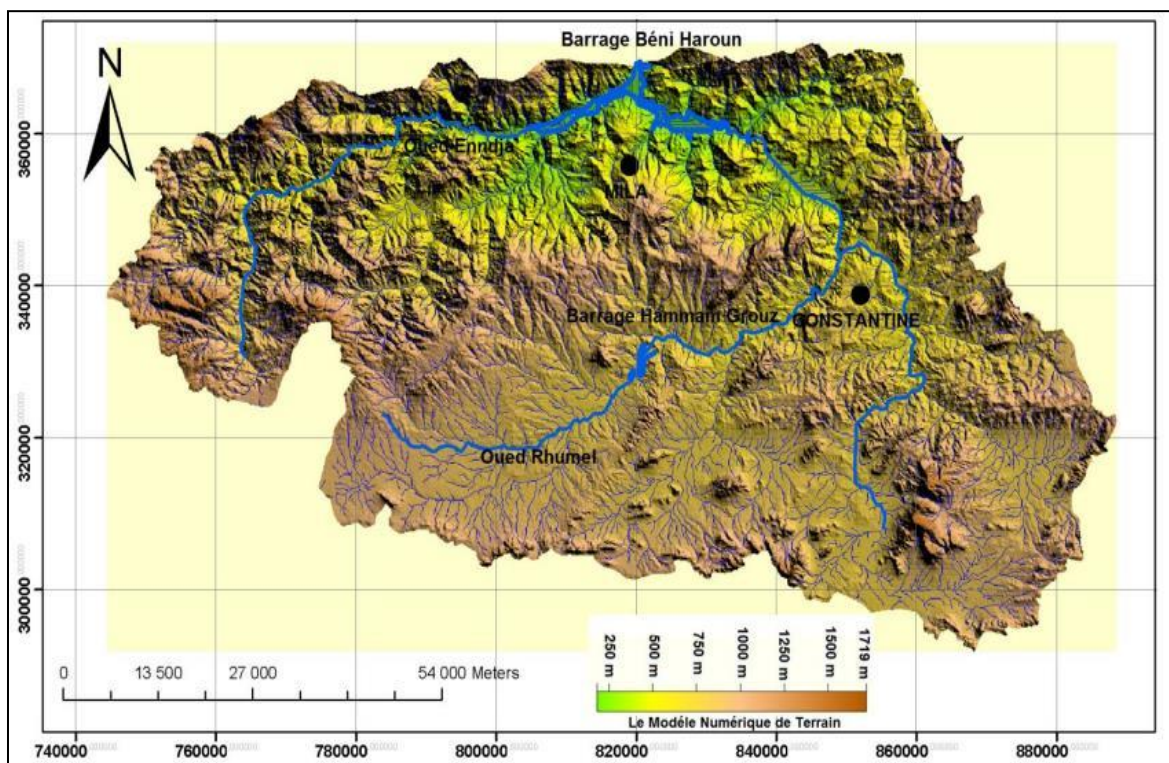 Barrage Béni Haroun
N
Oued Enndja
MILA
Barrage Hammam Grouz
CONSTANTINE
Oued Rhumel
360000
340000
320000
300000
0 13 500 27 000 54 000 Meters
250 m 500 m 750 m 1000 m 1250 m 1500 m 1719 m
Le Modéle Numérique de Terrain
740000 760000 780000 800000 820000 840000 860000 880000